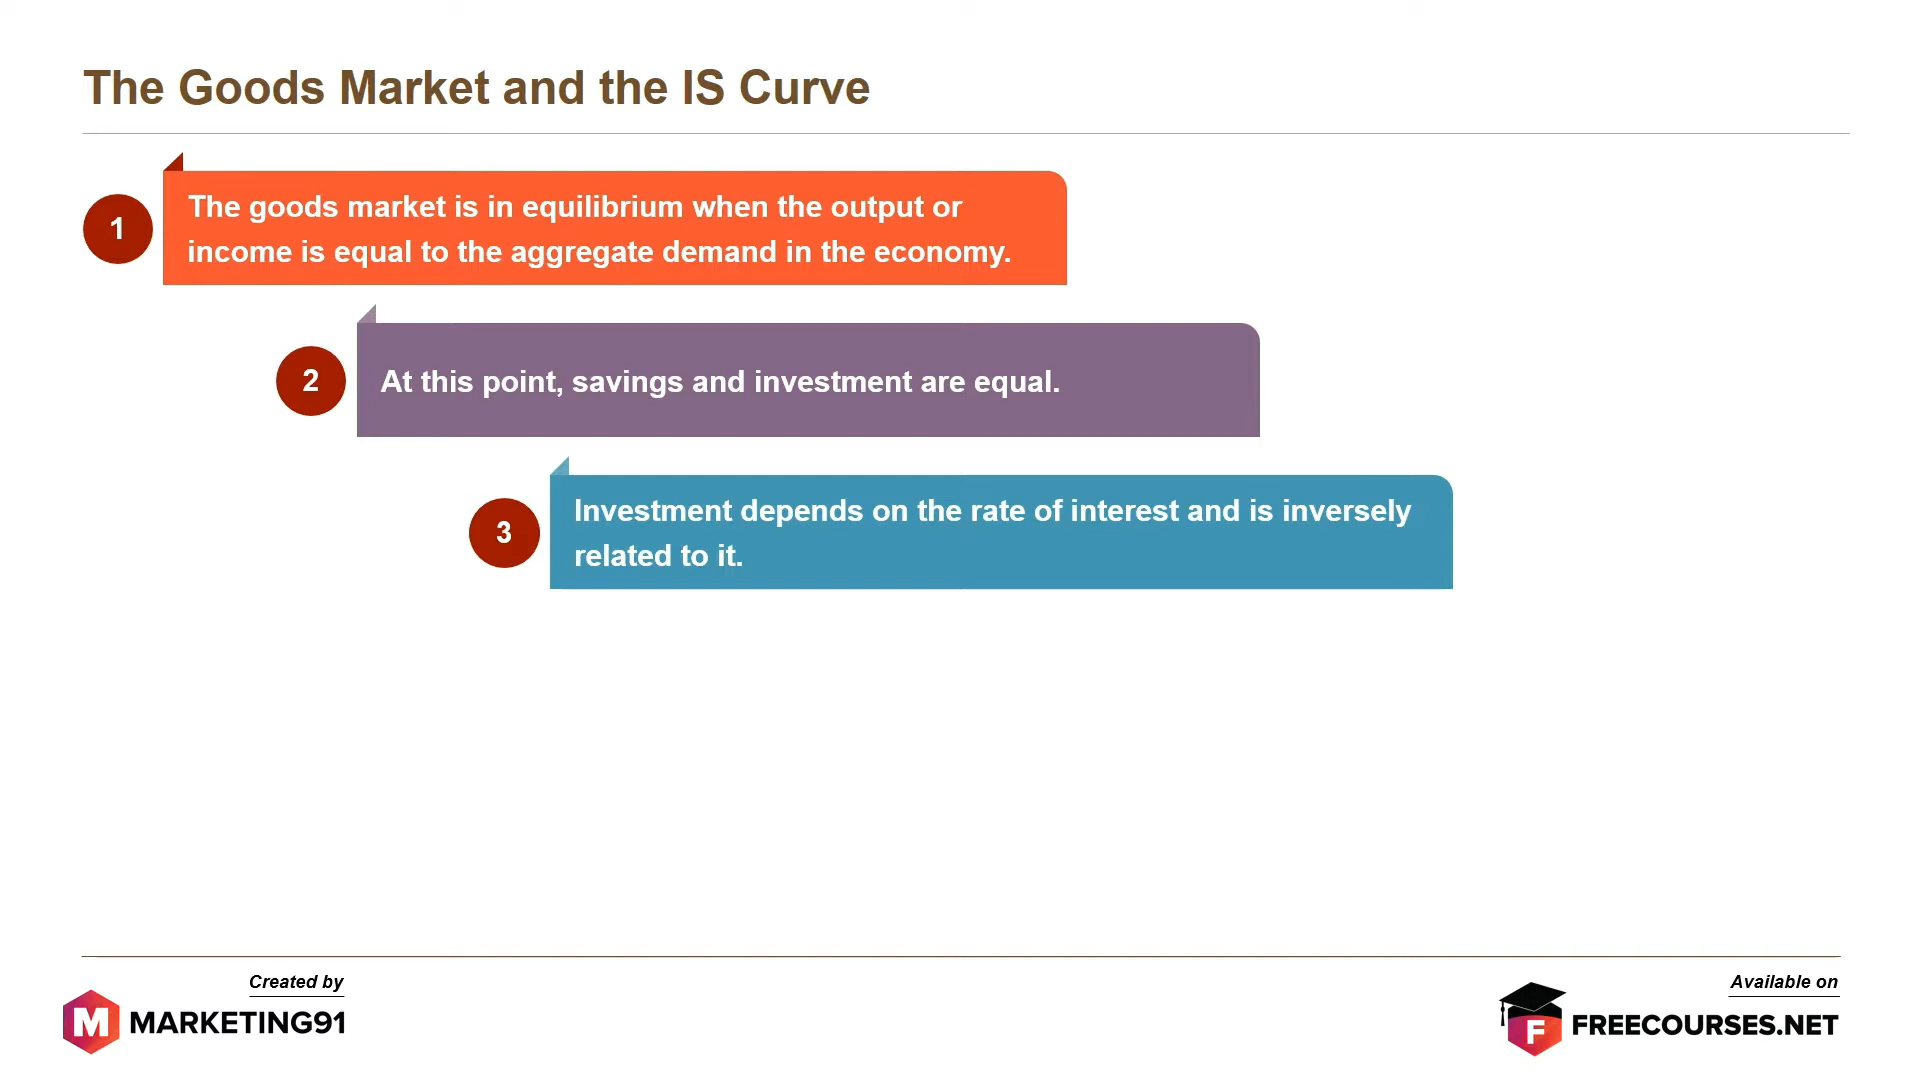 The Goods Market and the IS Curve
1
The goods market is in equilibrium when the output or
income is equal to the aggregate demand in the economy.
2
At this point, savings and investment are equal.
3
Investment depends on the rate of interest and is inversely
related to it.
Created by
M MARKETING91
Available on
F FREECOURSES.NET